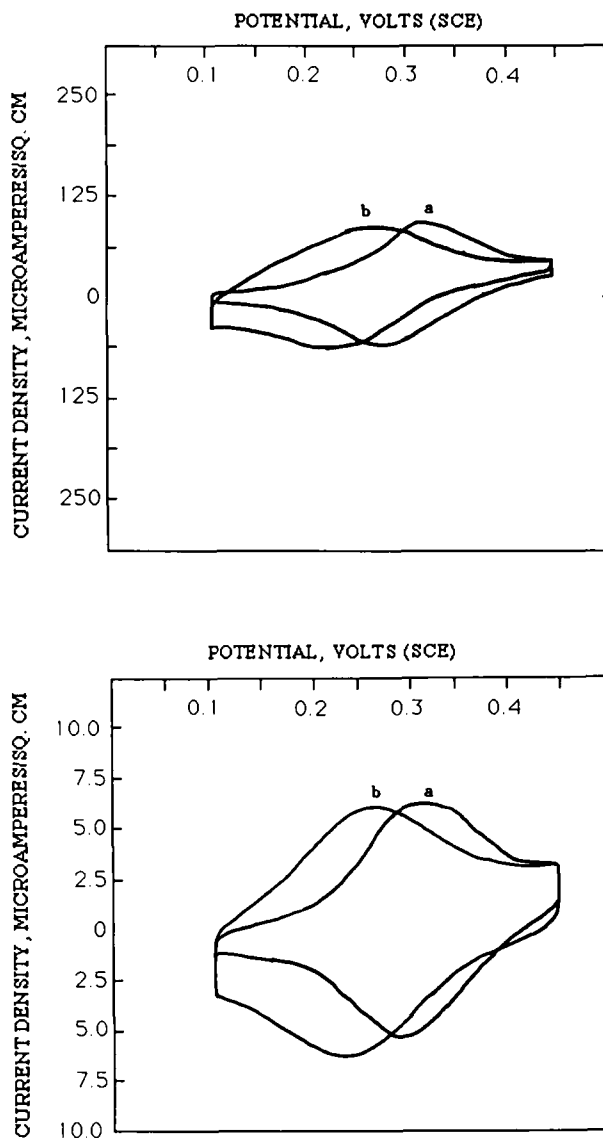 POTENTIAL, VOLTS (SCE)
0.1 0.2 0.3 0.4
CURRENT DENSITY, MICROAMPERES/SQ. CM
250
125
0
125
250
b a
POTENTIAL, VOLTS (SCE)
0.1 0.2 0.3 0.4
CURRENT DENSITY, MICROAMPERES/SQ. CM
10.0
7.5
5.0
2.5
0
2.5
5.0
7.5
10.0
b a